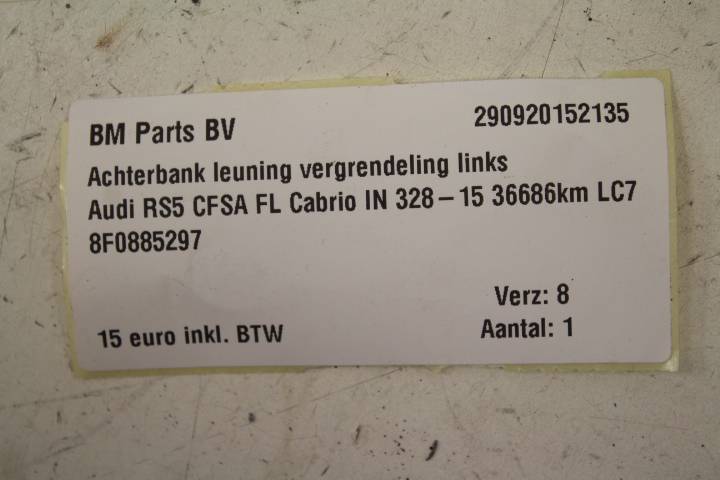 BM Parts BV 290920152135
Achterbank leuning vergrendeling links
Audi RS5 CFSA FL Cabrio IN 328-15 36686km LC7
8F0885297
Verz: 8
15 euro inkl. BTW Aantal: 1